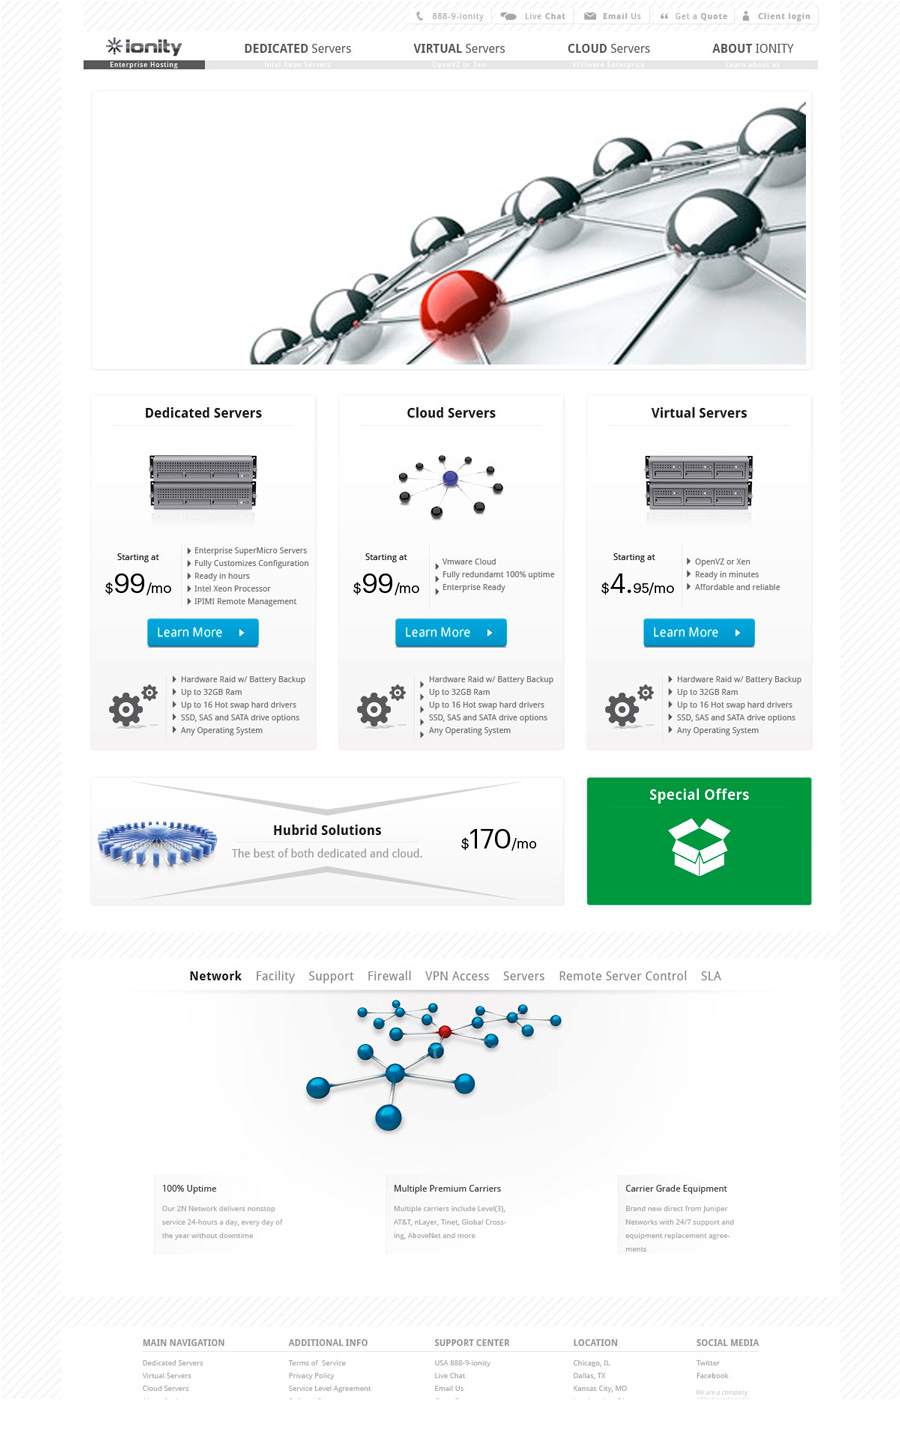 888-9-ionity Live Chat Email Us Get a Quote Client login
ionity DEDICATED Servers VIRTUAL Servers CLOUD Servers ABOUT IONITY
Enterprise Hosting Intel Xeon Servers OpenVZ or Xen Learn about us
Dedicated Servers
Starting at
$99/mo
Enterprise SuperMicro Servers
Fully Customizes Configuration
Ready in hours
Intel Xeon Processor
IPIMI Remote Management
Learn More
Hardware Raid w/ Battery Backup
Up to 32GB Ram
Up to 16 Hot swap hard drivers
SSD, SAS and SATA drive options
Any Operating System
Cloud Servers
Starting at
$99/mo
Vmware Cloud
Fully redundamt 100% uptime
Enterprise Ready
Learn More
Hardware Raid w/ Battery Backup
Up to 32GB Ram
Up to 16 Hot swap hard drivers
SSD, SAS and SATA drive options
Any Operating System
Virtual Servers
Starting at
$4.95/mo
OpenVZ or Xen
Ready in minutes
Affordable and reliable
Learn More
Hardware Raid w/ Battery Backup
Up to 32GB Ram
Up to 16 Hot swap hard drivers
SSD, SAS and SATA drive options
Any Operating System
Hubrid Solutions
The best of both dedicated and cloud.
$170/mo
Special Offers
Network Facility Support Firewall VPN Access Servers Remote Server Control SLA
100% Uptime
Our 2N Network delivers nonstop
service 24-hours a day, every day of
the year without downtime
Multiple Premium Carriers
Multiple carriers include Level(3),
AT&T, nLayer, Tinet, Global Cross-
ing, AboveNet and more
Carrier Grade Equipment
Brand new direct from Juniper
Networks with 24/7 support and
equipment replacement agree-
ments
MAIN NAVIGATION
Dedicated Servers
Virtual Servers
Cloud Servers
ADDITIONAL INFO
Terms of Service
Privacy Policy
Service Level Agreement
SUPPORT CENTER
USA 888-9-ionity
Live Chat
Email Us
LOCATION
Chicago, IL
Dallas, TX
Kansas City, MO
SOCIAL MEDIA
Twitter
Facebook
We are a company